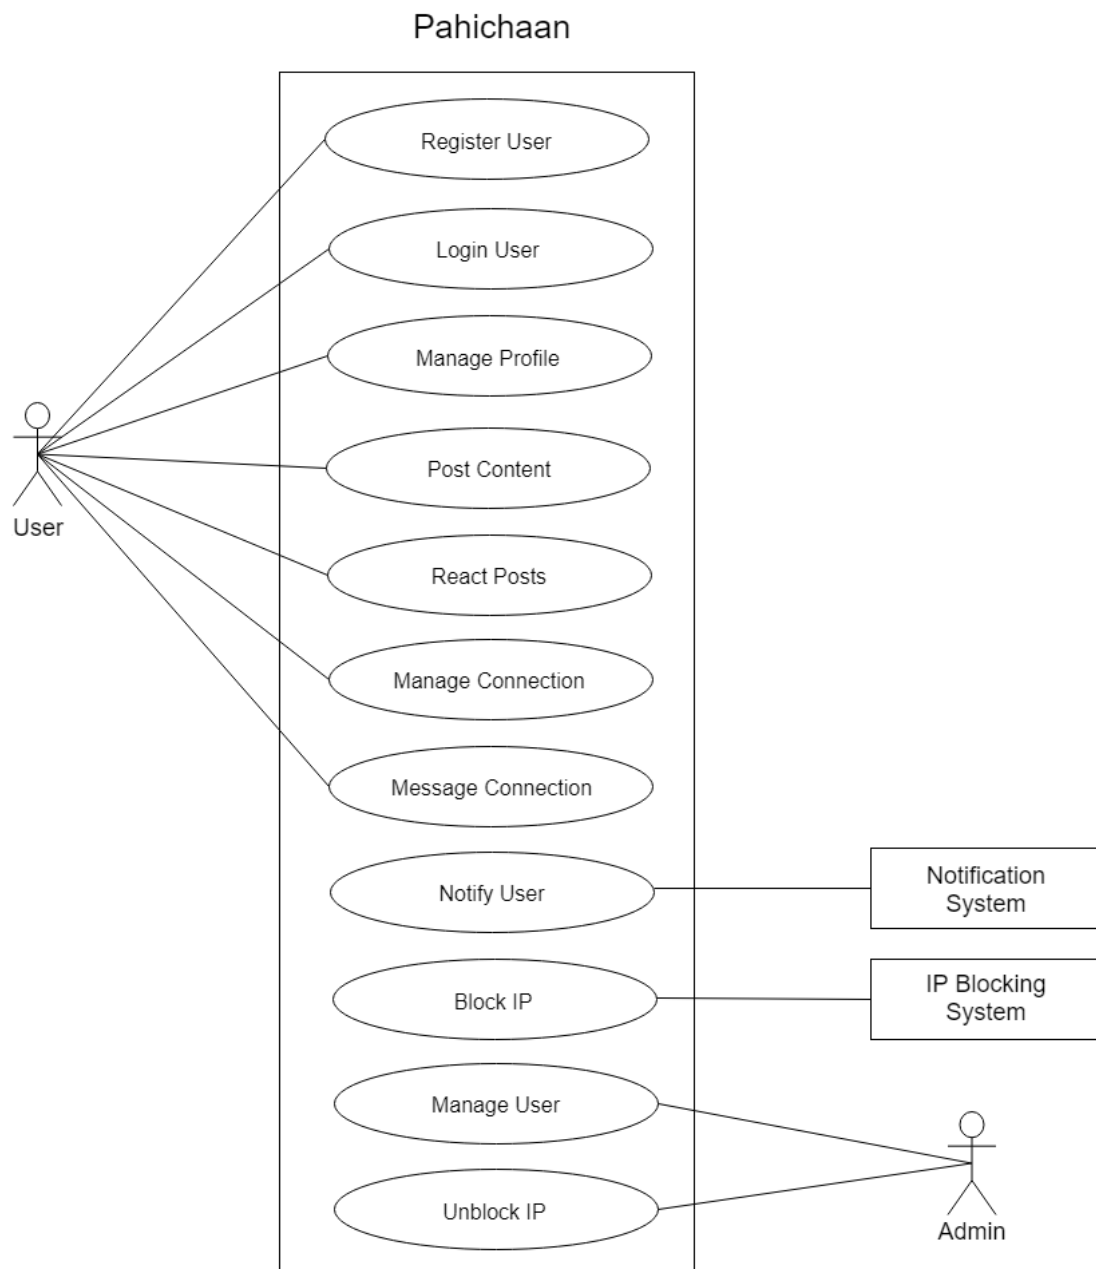 Pahichaan
Register User
Login User
Manage Profile
User
Post Content
React Posts
Manage Connection
Message Connection
Notify User
Notification
System
Block IP
IP Blocking
System
Manage User
Unblock IP
Admin